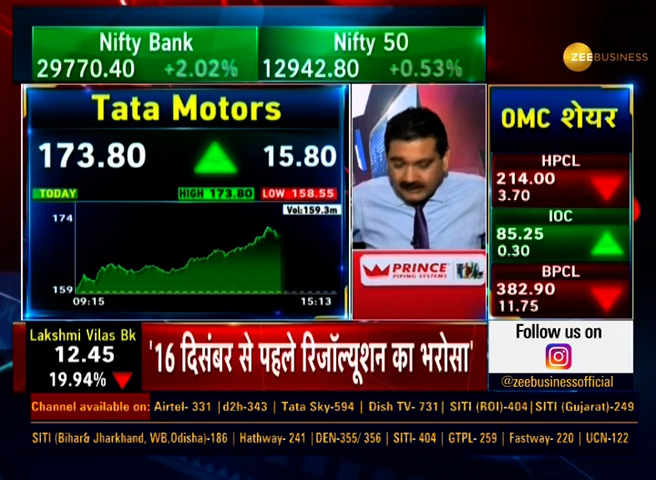 Nifty Bank
29770.40 +2.02%
Nifty 50
12942.80 +0.53%
ZEE BUSINESS
Tata Motors
173.80 15.80
TODAY HIGH 173.80 LOW 158.55
Vol:159.3m
174
159
09:15 15:13
PRINCE
PIPING SYSTEMS
OMC शेयर
HPCL
214.00
3.70
IOC
85.25
0.30
BPCL
382.90
11.75
Lakshmi Vilas Bk
12.45
19.94%
'16 दिसंबर से पहले रिजॉल्यूशन का भरोसा'
Follow us on
@zeebusinessofficial
Channel available on: Airtel- 331 |d2h-343 | Tata Sky-594 | Dish TV- 731| SITI (ROI)-404|SITI (Gujarat)-249
SITI (Bihar& Jharkhand, WB,Odisha)-186 | Hathway- 241 |DEN-355/ 356 | SITI- 404 | GTPL- 259 | Fastway- 220 | UCN-122